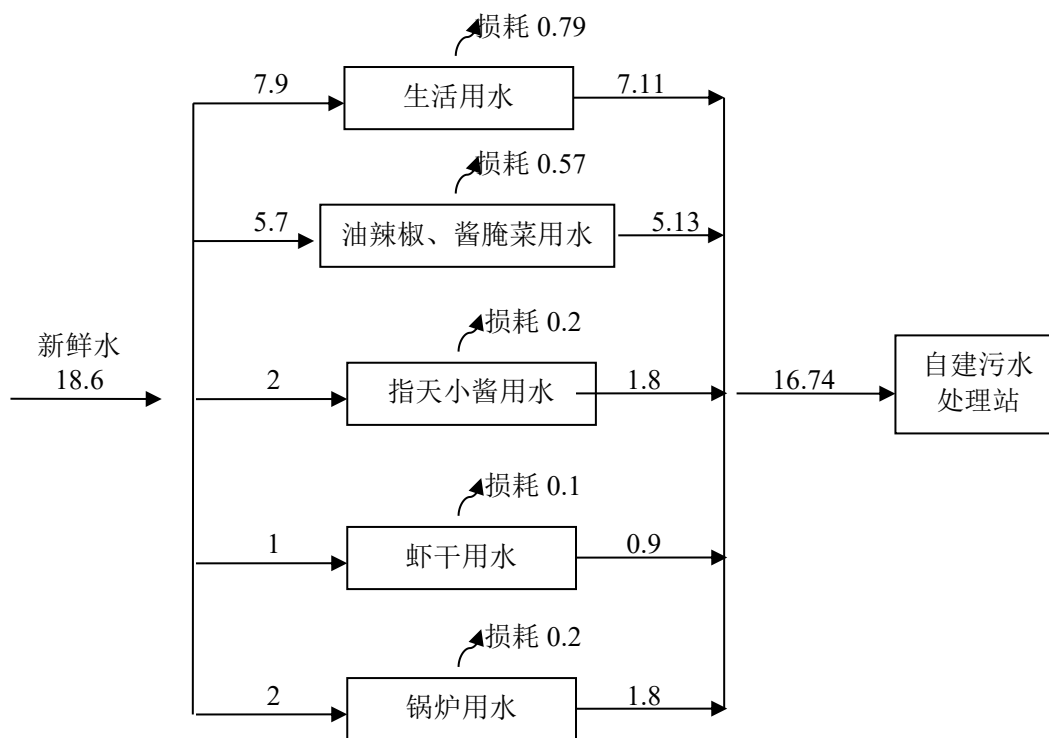 损耗 0.79
7.9
生活用水
7.11
损耗 0.57
5.7
油辣椒、酱腌菜用水
5.13
损耗 0.2
新鲜水
18.6
2
指天小酱用水
1.8
16.74
自建污水
处理站
损耗 0.1
1
虾干用水
0.9
损耗 0.2
2
锅炉用水
1.8